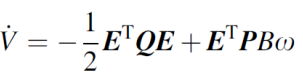 V̇ = −½EᵀQE + EᵀPBω